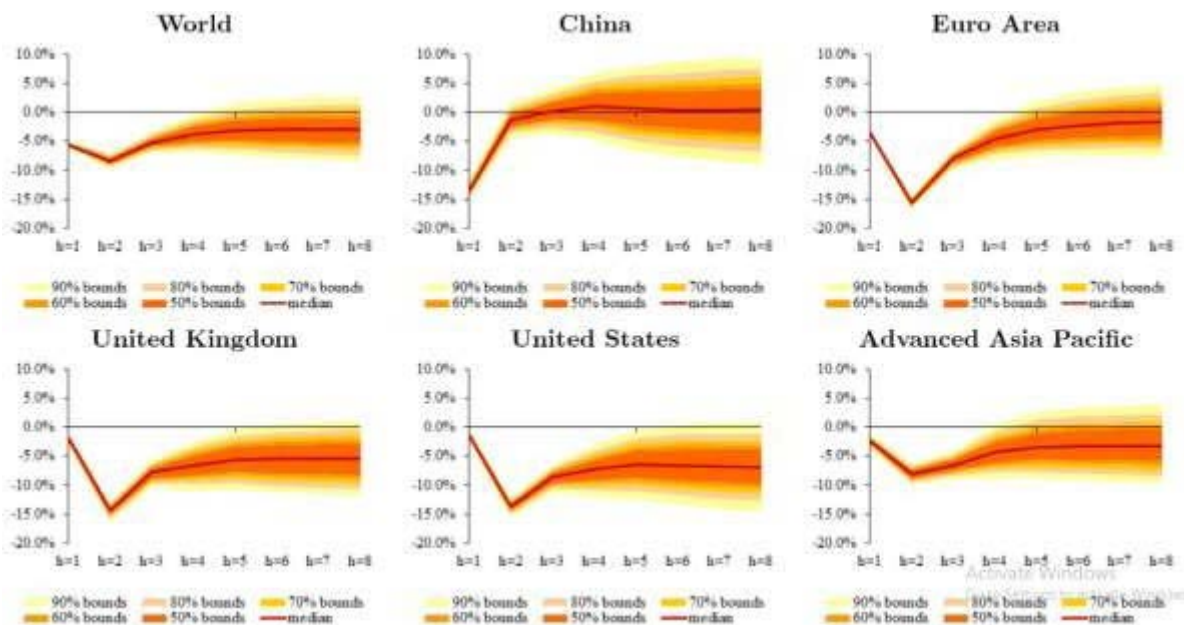 World China Euro Area
10.0% 10.0% 10.0%
5.0% 5.0% 5.0%
0.0% 0.0% 0.0%
-5.0% -5.0% -5.0%
-10.0% -10.0% -10.0%
-15.0% -15.0% -15.0%
-20.0% -20.0% -20.0%
h=1 h=2 h=3 h=4 h=5 h=6 h=7 h=8 h=1 h=2 h=3 h=4 h=5 h=6 h=7 h=8 h=1 h=2 h=3 h=4 h=5 h=6 h=7 h=8
90% bounds 80% bounds 70% bounds 90% bounds 80% bounds 70% bounds 90% bounds 80% bounds 70% bounds
60% bounds 50% bounds median 60% bounds 50% bounds median 60% bounds 50% bounds median
United Kingdom United States Advanced Asia Pacific
10.0% 10.0% 10.0%
5.0% 5.0% 5.0%
0.0% 0.0% 0.0%
-5.0% -5.0% -5.0%
-10.0% -10.0% -10.0%
-15.0% -15.0% -15.0%
-20.0% -20.0% -20.0%
h=1 h=2 h=3 h=4 h=5 h=6 h=7 h=8 h=1 h=2 h=3 h=4 h=5 h=6 h=7 h=8 h=1 h=2 h=3 h=4 h=5 h=6 h=7 h=8
Activate Windows
90% bounds 80% bounds 70% bounds 90% bounds 80% bounds 70% bounds 90% bounds 80% bounds 70% bounds
60% bounds 50% bounds median 60% bounds 50% bounds median 60% bounds 50% bounds median